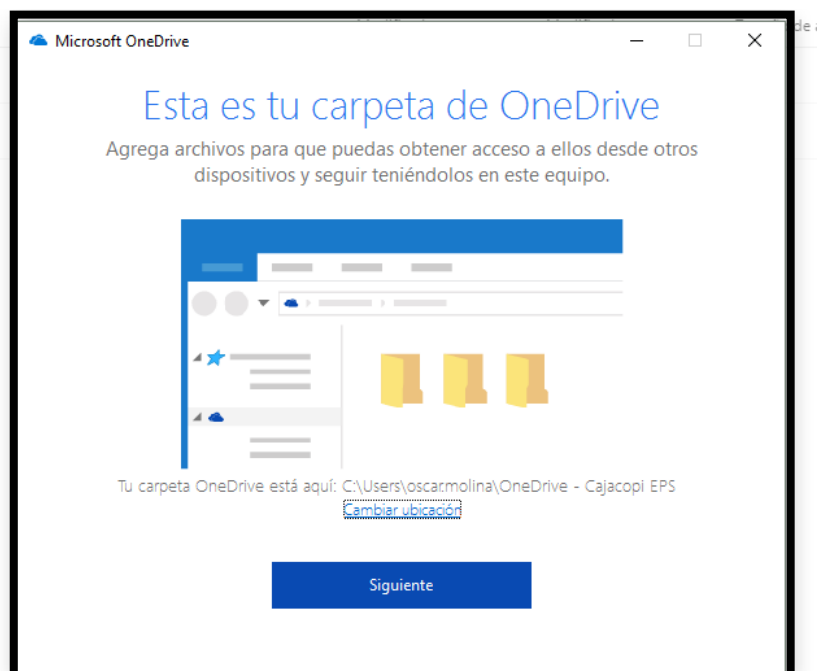 de a
Microsoft OneDrive
Esta es tu carpeta de OneDrive
Agrega archivos para que puedas obtener acceso a ellos desde otros
dispositivos y seguir teniéndolos en este equipo.
Tu carpeta OneDrive está aquí: C:\Users\oscar.molina\OneDrive - Cajacopi EPS
Cambiar ubicación
Siguiente